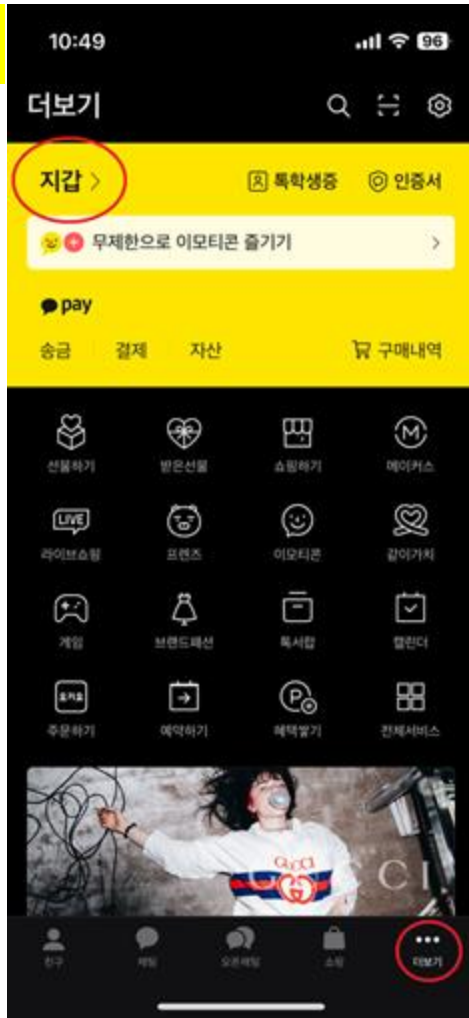 10:49 96
더보기
지갑 > 톡학생증 인증서
무제한으로 이모티콘 즐기기 >
pay
송금 결제 자산 구매내역
선물하기 받은선물 쇼핑하기 메이커스
LIVE
라이브쇼핑 프렌즈 이모티콘 같이가치
게임 브랜드패션 톡서랍 캘린더
요기요 P
주문하기 예약하기 혜택쌓기 전체서비스
GUCCI
GUCCI
친구 채팅 오픈채팅 쇼핑 더보기